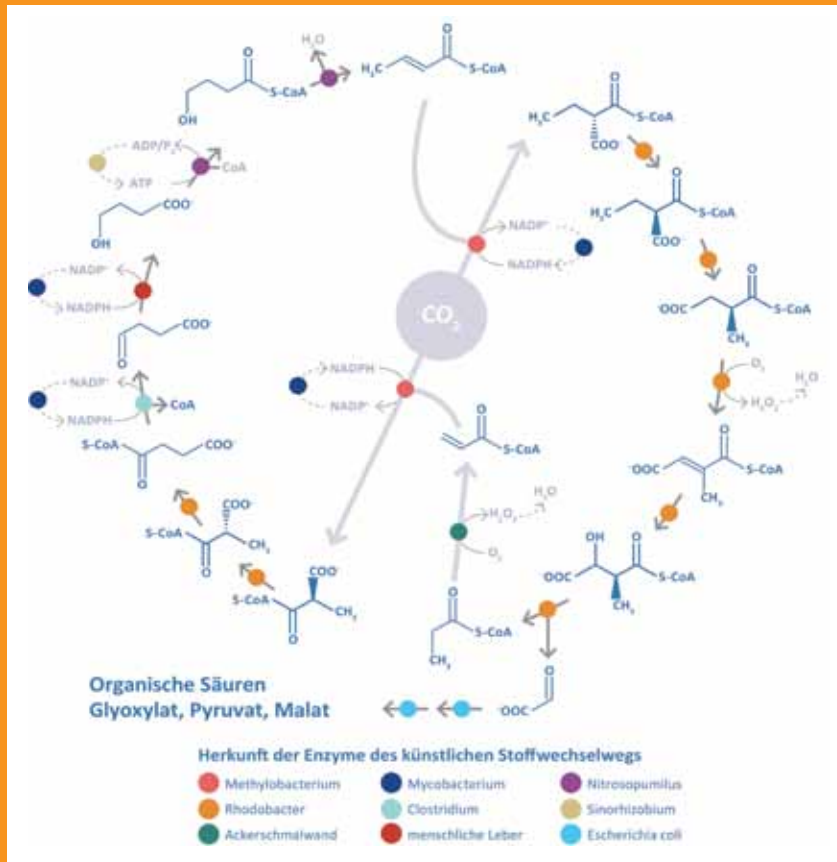 H₂O
O
S-CoA
OH
H₃C
O
S-CoA
H₃C
O
S-CoA
COO⁻
ADP/Pᵢ
ATP
CoA
COO⁻
OH
H₃C
O
S-CoA
COO⁻
NADP⁺
NADPH
NADP⁺
NADPH
COO⁻
O
CO₂
⁻OOC
O
S-CoA
CH₃
NADP⁺
NADPH
CoA
NADPH
NADP⁺
O₂
H₂O₂
H₂O
S-CoA
COO⁻
O
O
S-CoA
⁻OOC
O
S-CoA
CH₃
COO⁻
S-CoA
CH₃
O
H₂O₂
H₂O
O₂
OH
O
⁻OOC
S-CoA
CH₃
COO⁻
S-CoA
CH₃
O
O
S-CoA
CH₃
O
⁻OOC
Organische Säuren
Glyoxylat, Pyruvat, Malat
Herkunft der Enzyme des künstlichen Stoffwechselwegs
Methylobacterium
Mycobacterium
Nitrosopumilus
Rhodobacter
Clostridium
Sinorhizobium
Ackerschmalwand
menschliche Leber
Escherichia coli